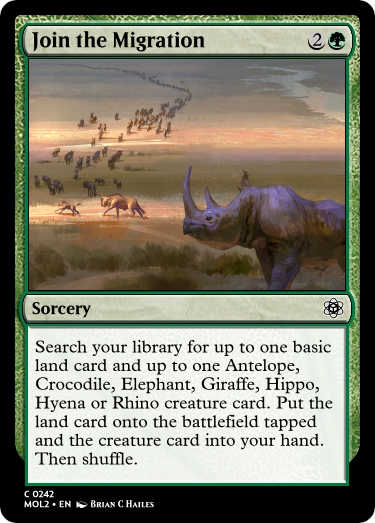 Join the Migration 2
Sorcery
Search your library for up to one basic
land card and up to one Antelope,
Crocodile, Elephant, Giraffe, Hippo,
Hyena or Rhino creature card. Put the
land card onto the battlefield tapped
and the creature card into your hand.
Then shuffle.
C 0242
MOL2 • EN Brian C Hailes